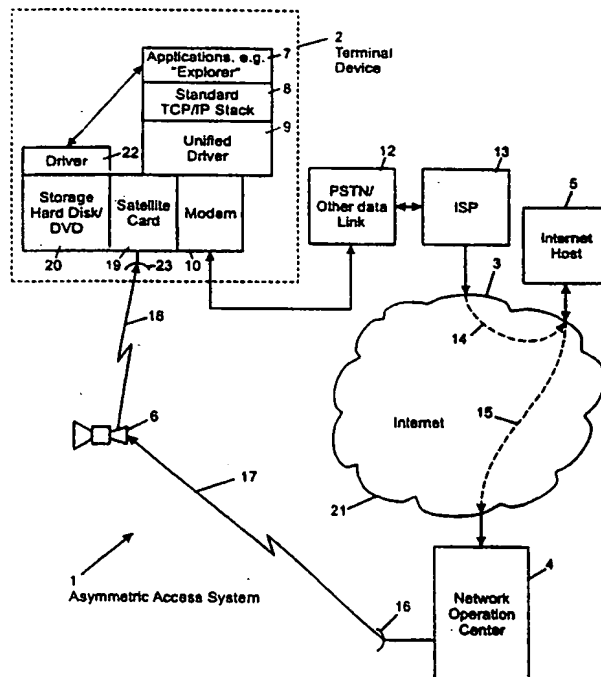 2
Terminal
Device
Applications, e.g.
"Explorer"
7
Standard
TCP/IP Stack
8
Unified
Driver
9
Driver
22
Storage
Hard Disk/
DVD
Satellite
Card
Modem
20
19
23
10
12
PSTN/
Other data
Link
13
ISP
5
Internet
Host
3
14
15
Internet
21
18
6
17
1
Asymmetric Access System
16
4
Network
Operation
Center